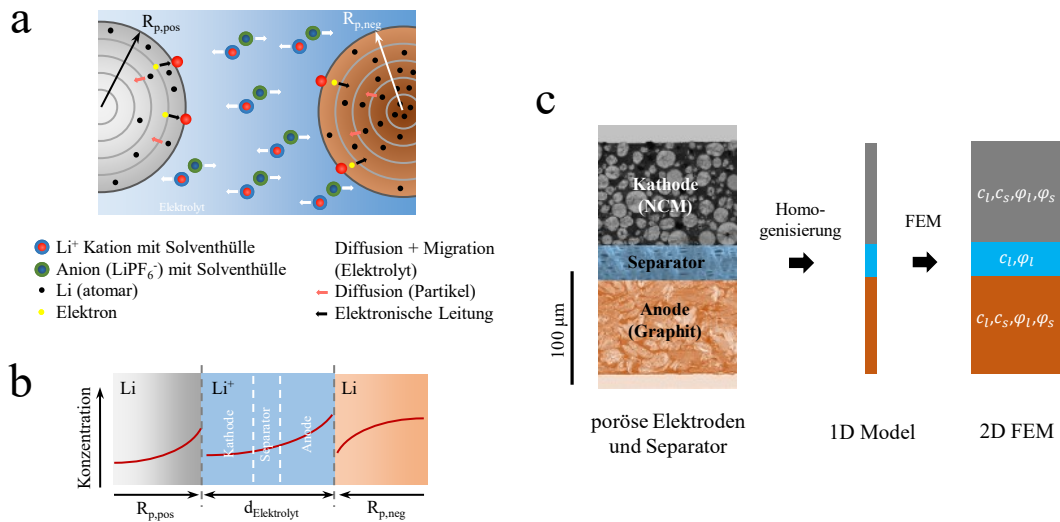 a
R_p,pos
R_p,neg
Elektrolyt
Li⁺ Kation mit Solventhülle
Anion (LiPF₆⁻) mit Solventhülle
Li (atomar)
Elektron
Diffusion + Migration
(Elektrolyt)
Diffusion (Partikel)
Elektronische Leitung
b
Konzentration
Li
Li⁺
Li
Kathode
Separator
Anode
R_p,pos
d_Elektrolyt
R_p,neg
c
Kathode
(NCM)
Separator
Anode
(Graphit)
100 µm
poröse Elektroden
und Separator
Homo-
genisierung
1D Model
FEM
c_l,c_s,φ_l,φ_s
c_l,φ_l
c_l,c_s,φ_l,φ_s
2D FEM